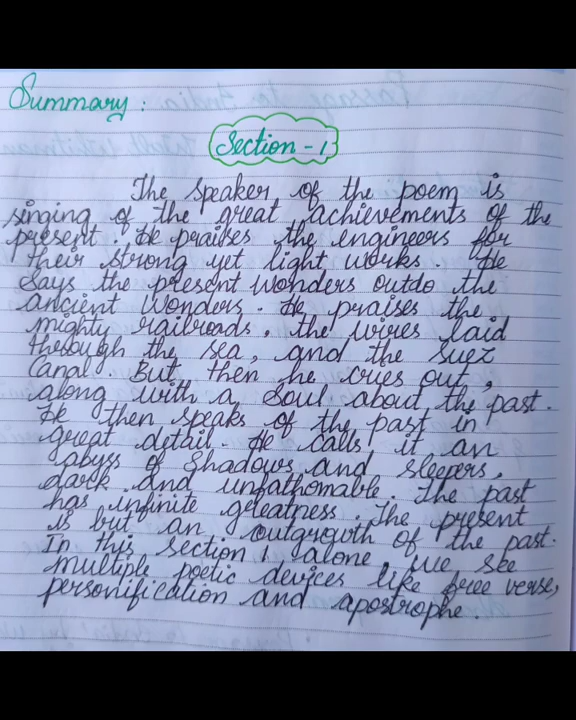 Summary :
Section - 1
The speaker of the poem is
singing of the great achievements of the
present. He praises the engineers for
their strong yet light works. He
says the present wonders outdo the
ancient wonders. He praises the
mighty railroads, the wires laid
through the sea, and the Suez
Canal. But then he cries out,
along with a soul about the past.
He then speaks of the past in
great detail. He calls it an
abyss of shadows and sleepers,
dark and unfathomable. The past
has infinite greatness. The present
is but an outgrowth of the past.
In this section 1 alone, we see
multiple poetic devices like free verse,
personification and apostrophe.